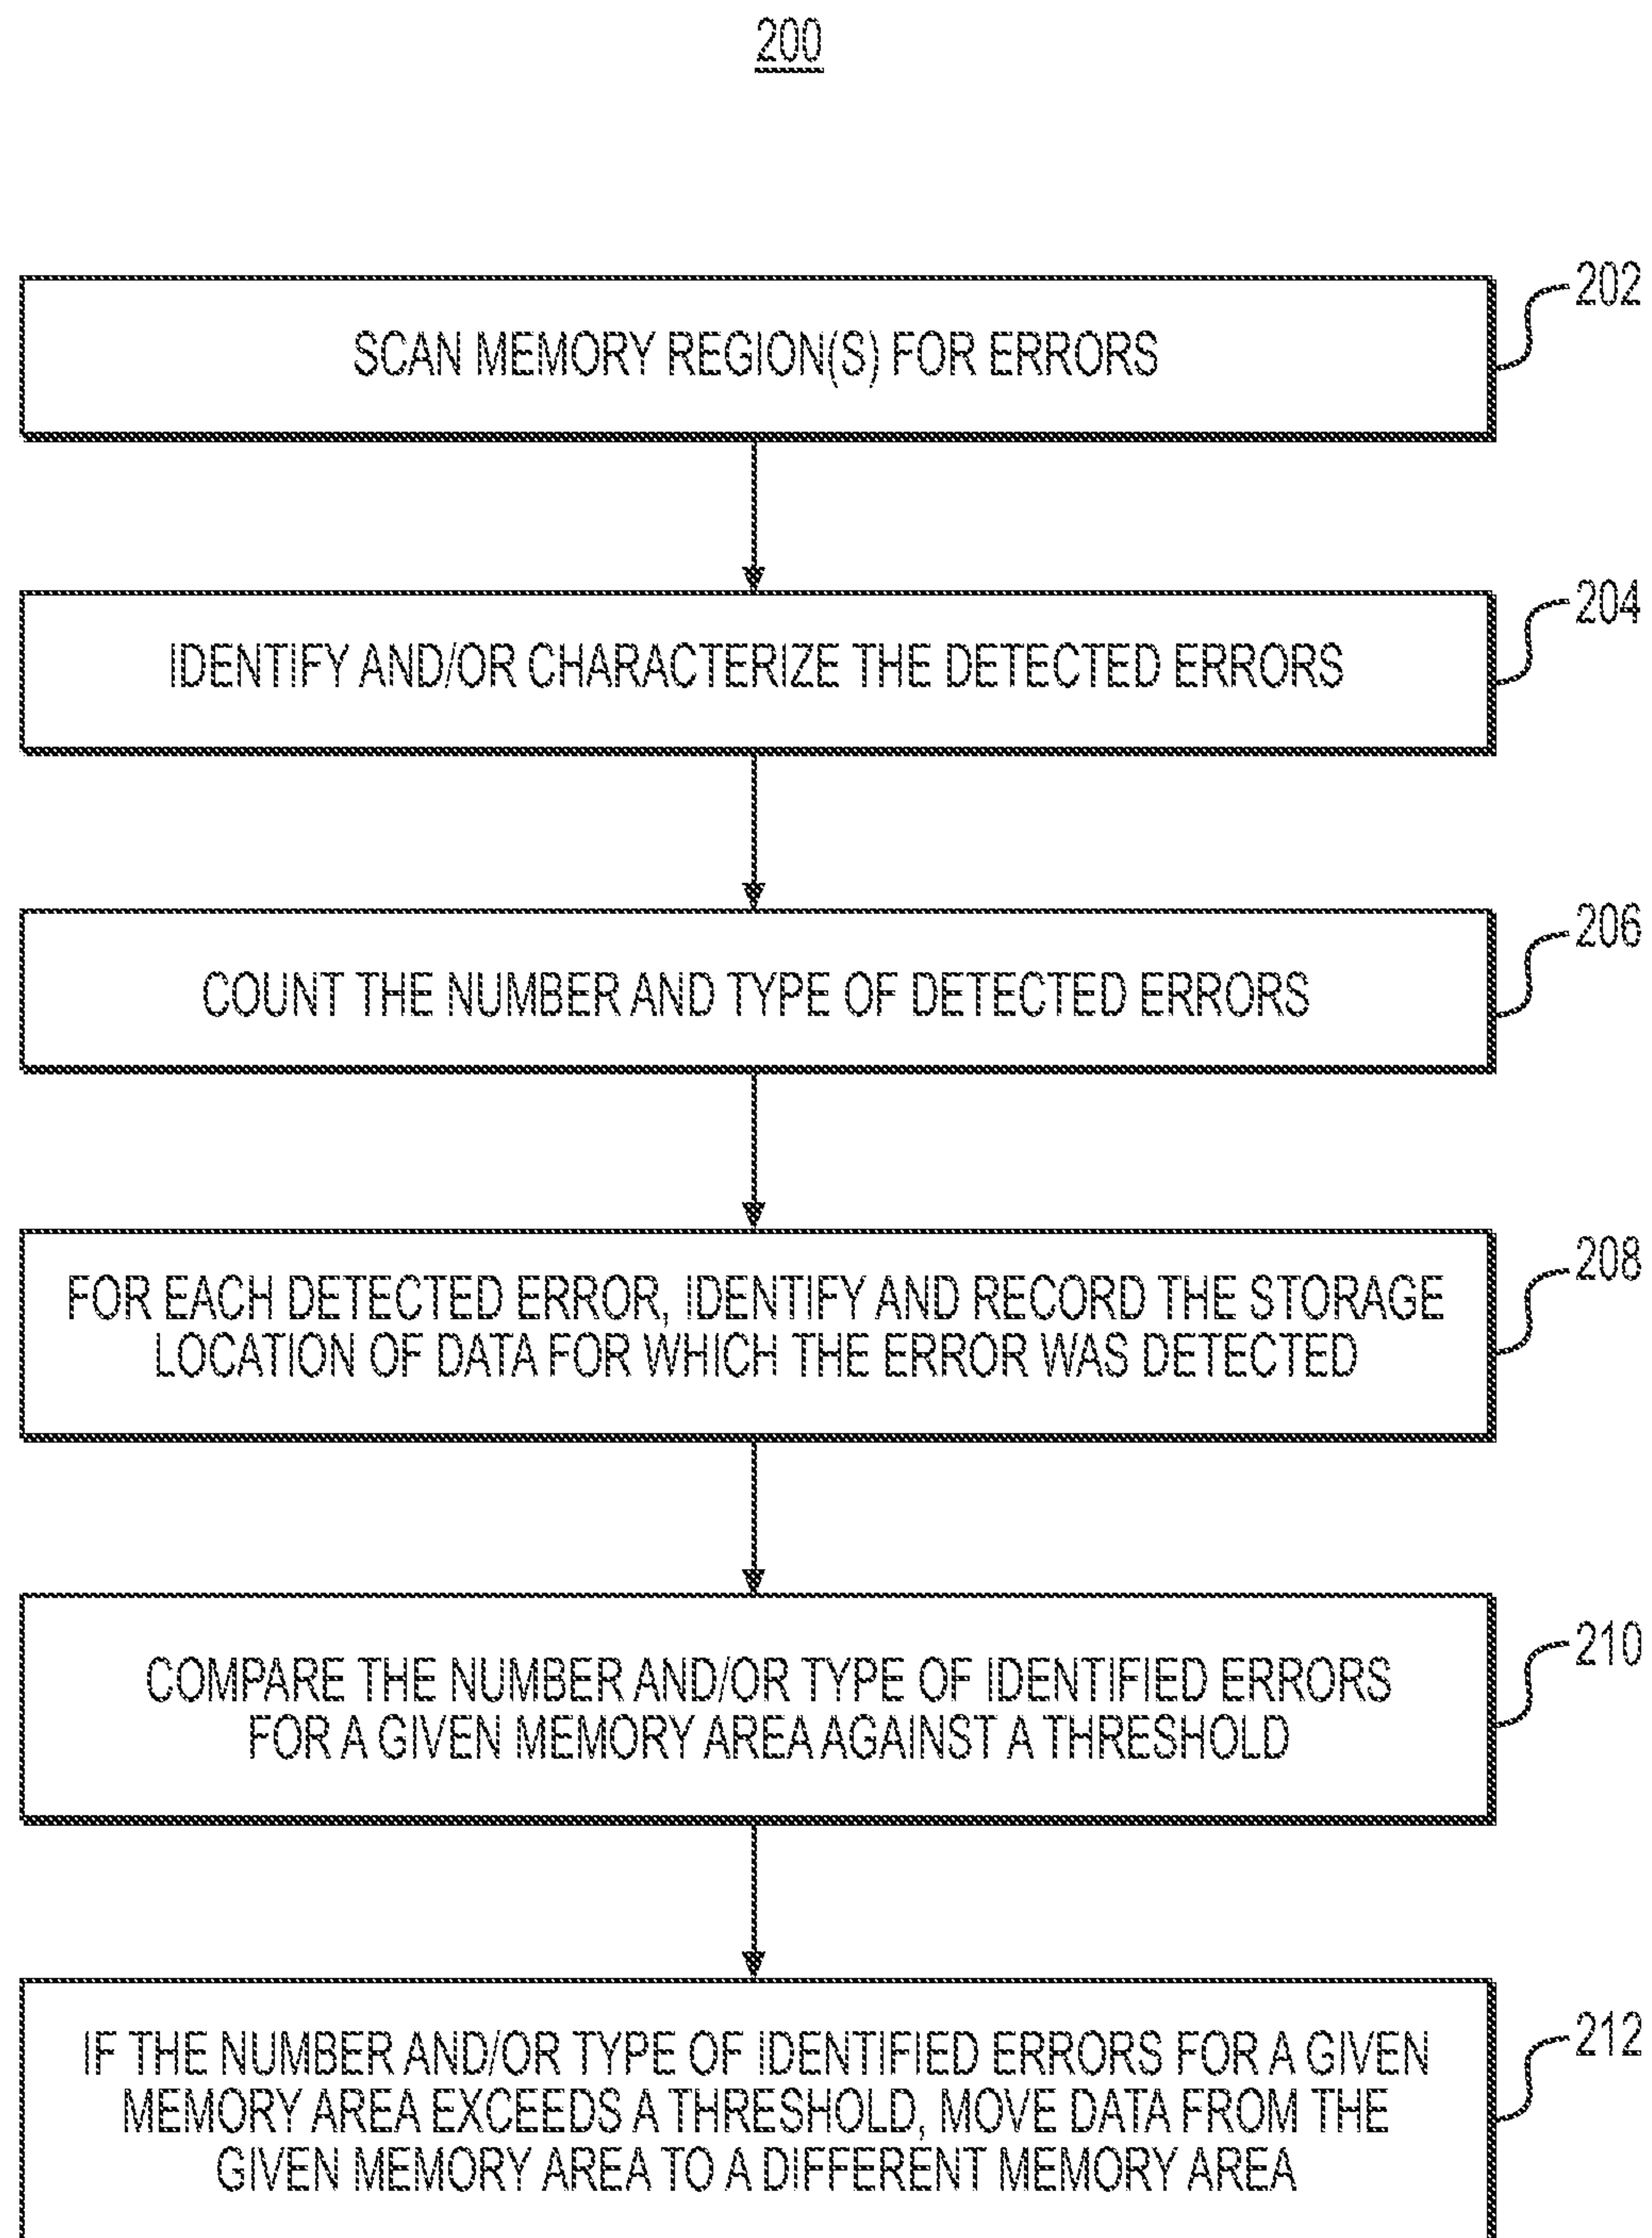 200
SCAN MEMORY REGION(S) FOR ERRORS
202
IDENTIFY AND/OR CHARACTERIZE THE DETECTED ERRORS
204
COUNT THE NUMBER AND TYPE OF DETECTED ERRORS
206
FOR EACH DETECTED ERROR, IDENTIFY AND RECORD THE STORAGE
LOCATION OF DATA FOR WHICH THE ERROR WAS DETECTED
208
COMPARE THE NUMBER AND/OR TYPE OF IDENTIFIED ERRORS
FOR A GIVEN MEMORY AREA AGAINST A THRESHOLD
210
IF THE NUMBER AND/OR TYPE OF IDENTIFIED ERRORS FOR A GIVEN
MEMORY AREA EXCEEDS A THRESHOLD, MOVE DATA FROM THE
GIVEN MEMORY AREA TO A DIFFERENT MEMORY AREA
212